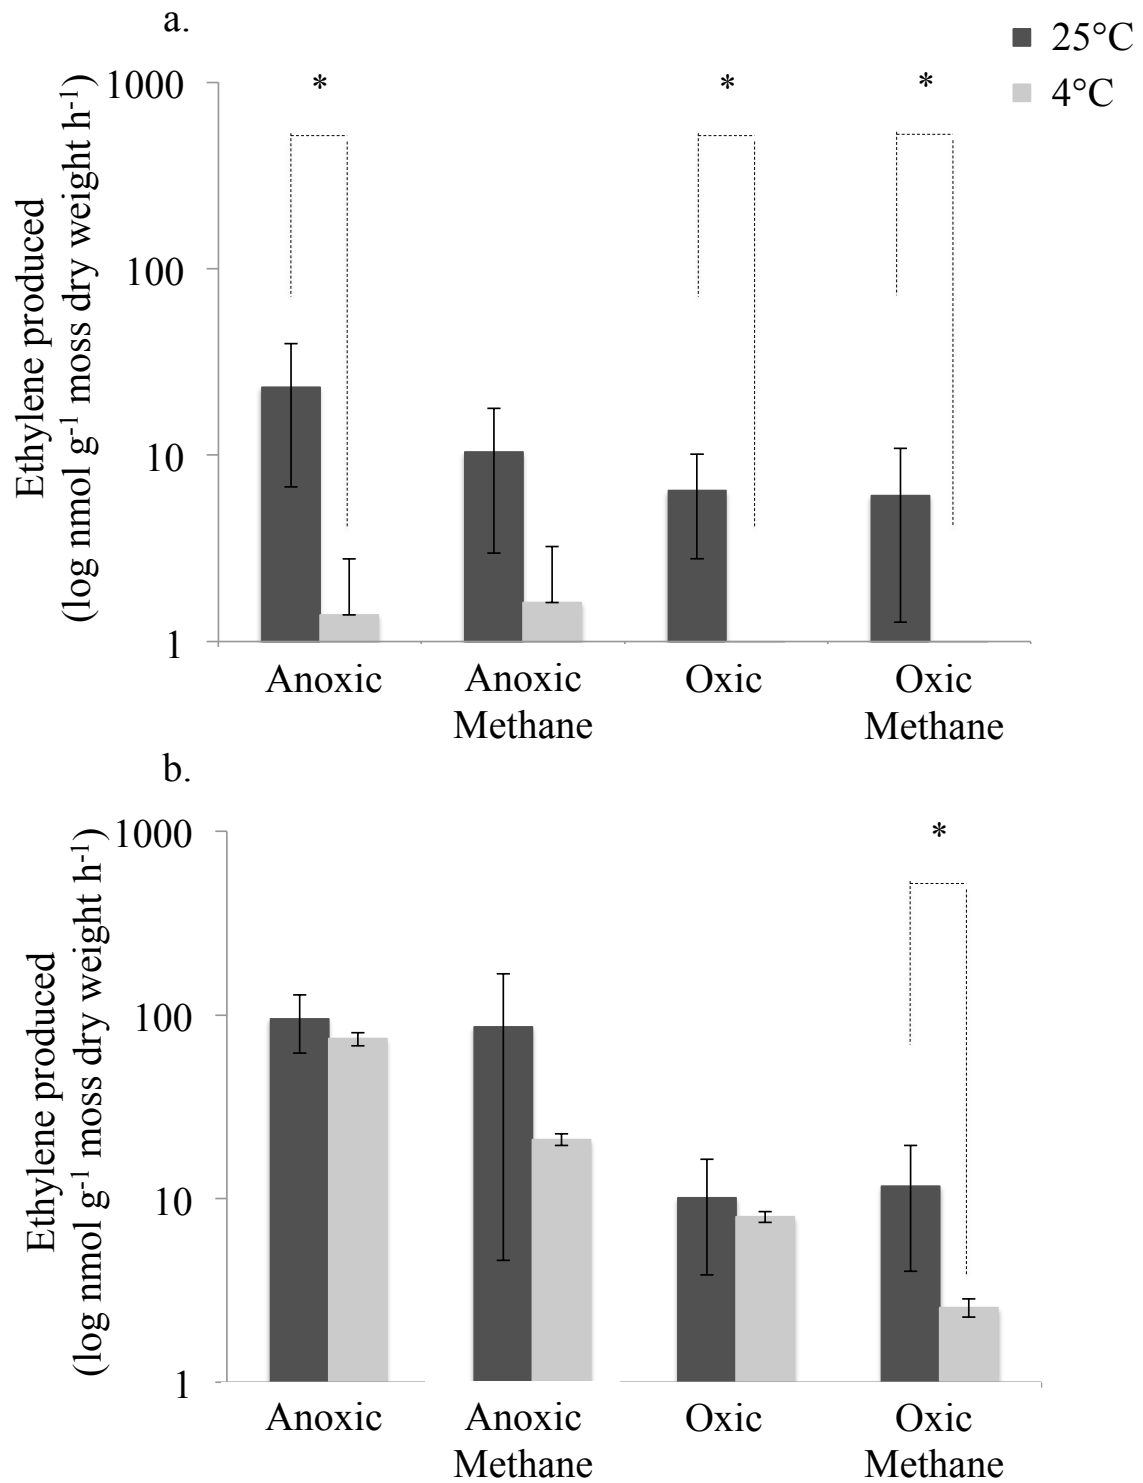 a.
25°C
4°C
*
*
*
1000
100
10
1
Ethylene produced
(log nmol g-1 moss dry weight h-1)
Anoxic
Anoxic
Methane
Oxic
Oxic
Methane
b.
*
1000
100
10
1
Ethylene produced
(log nmol g-1 moss dry weight h-1)
Anoxic
Anoxic
Methane
Oxic
Oxic
Methane